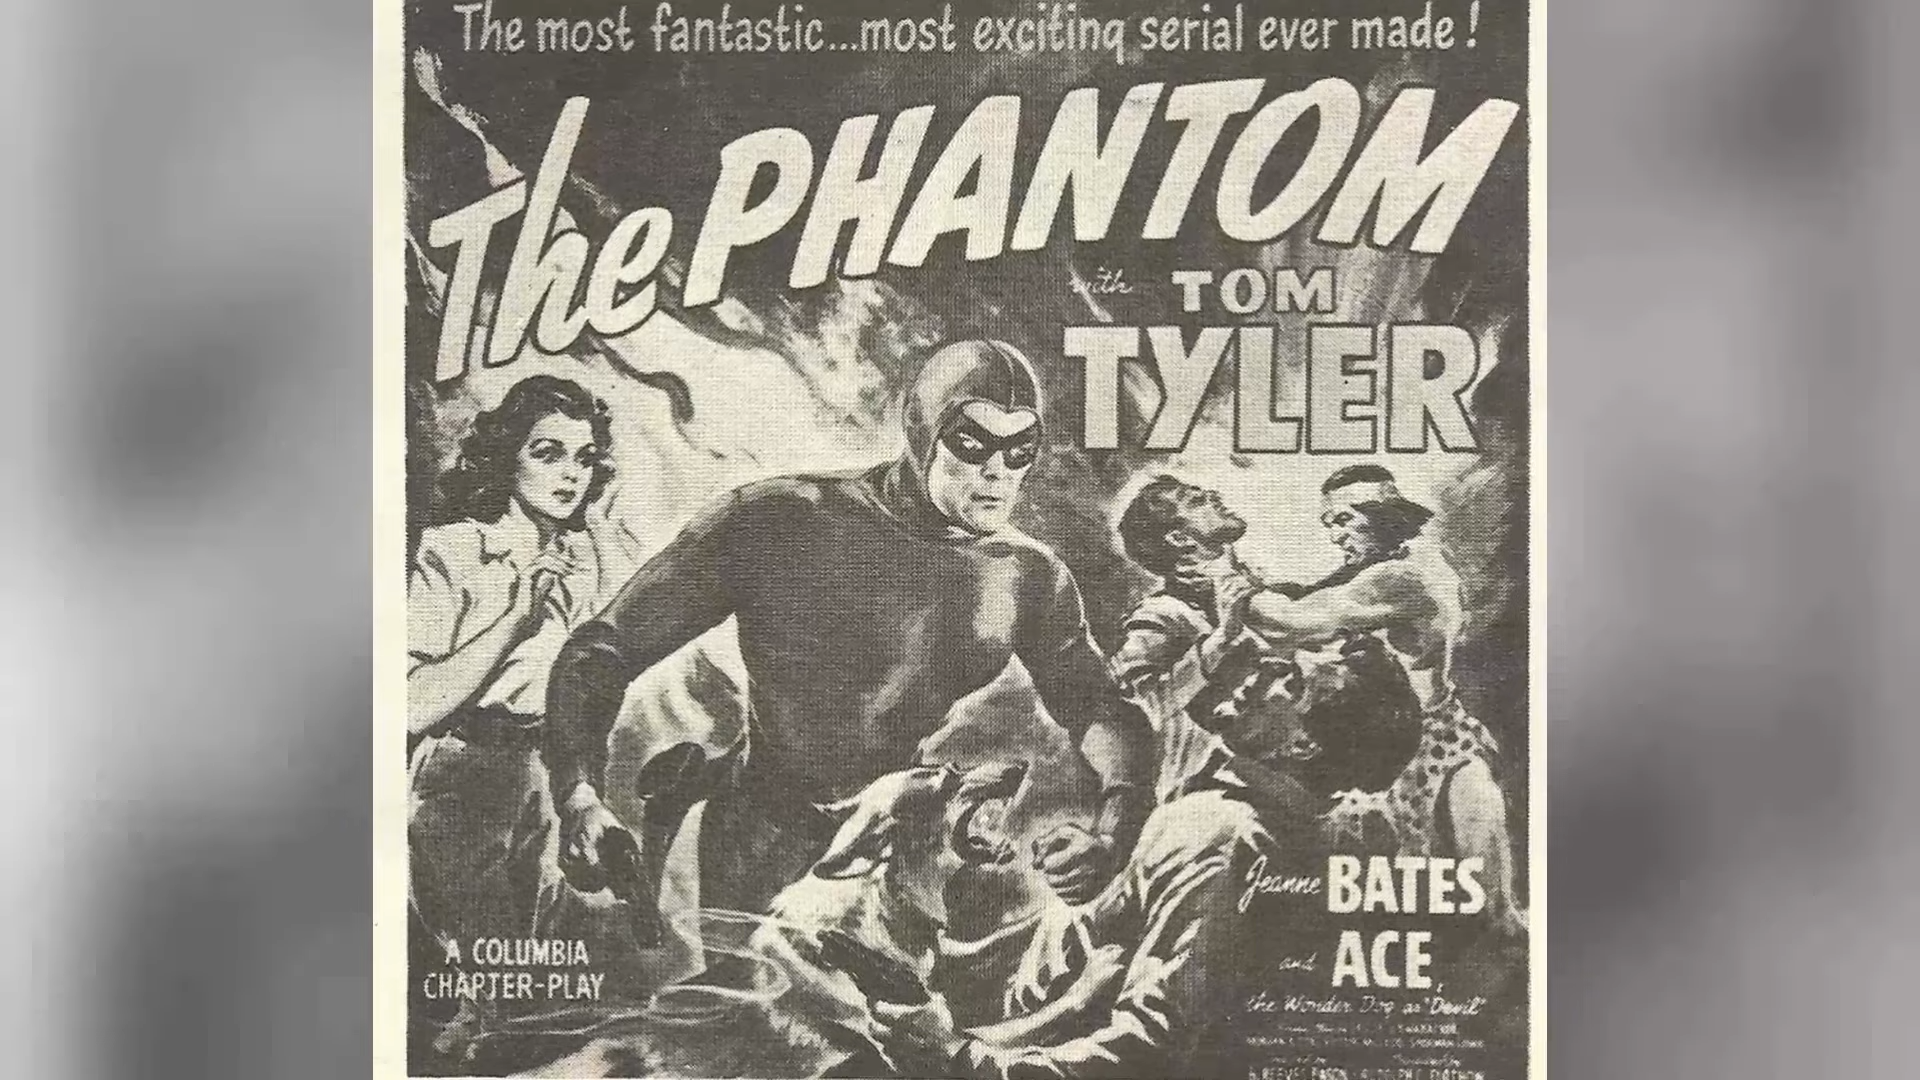 The most fantastic...most exciting serial ever made!
The PHANTOM
with TOM
TYLER
Jeanne BATES
and ACE,
the Wonder Dog as "Devil"
A COLUMBIA
CHAPTER-PLAY